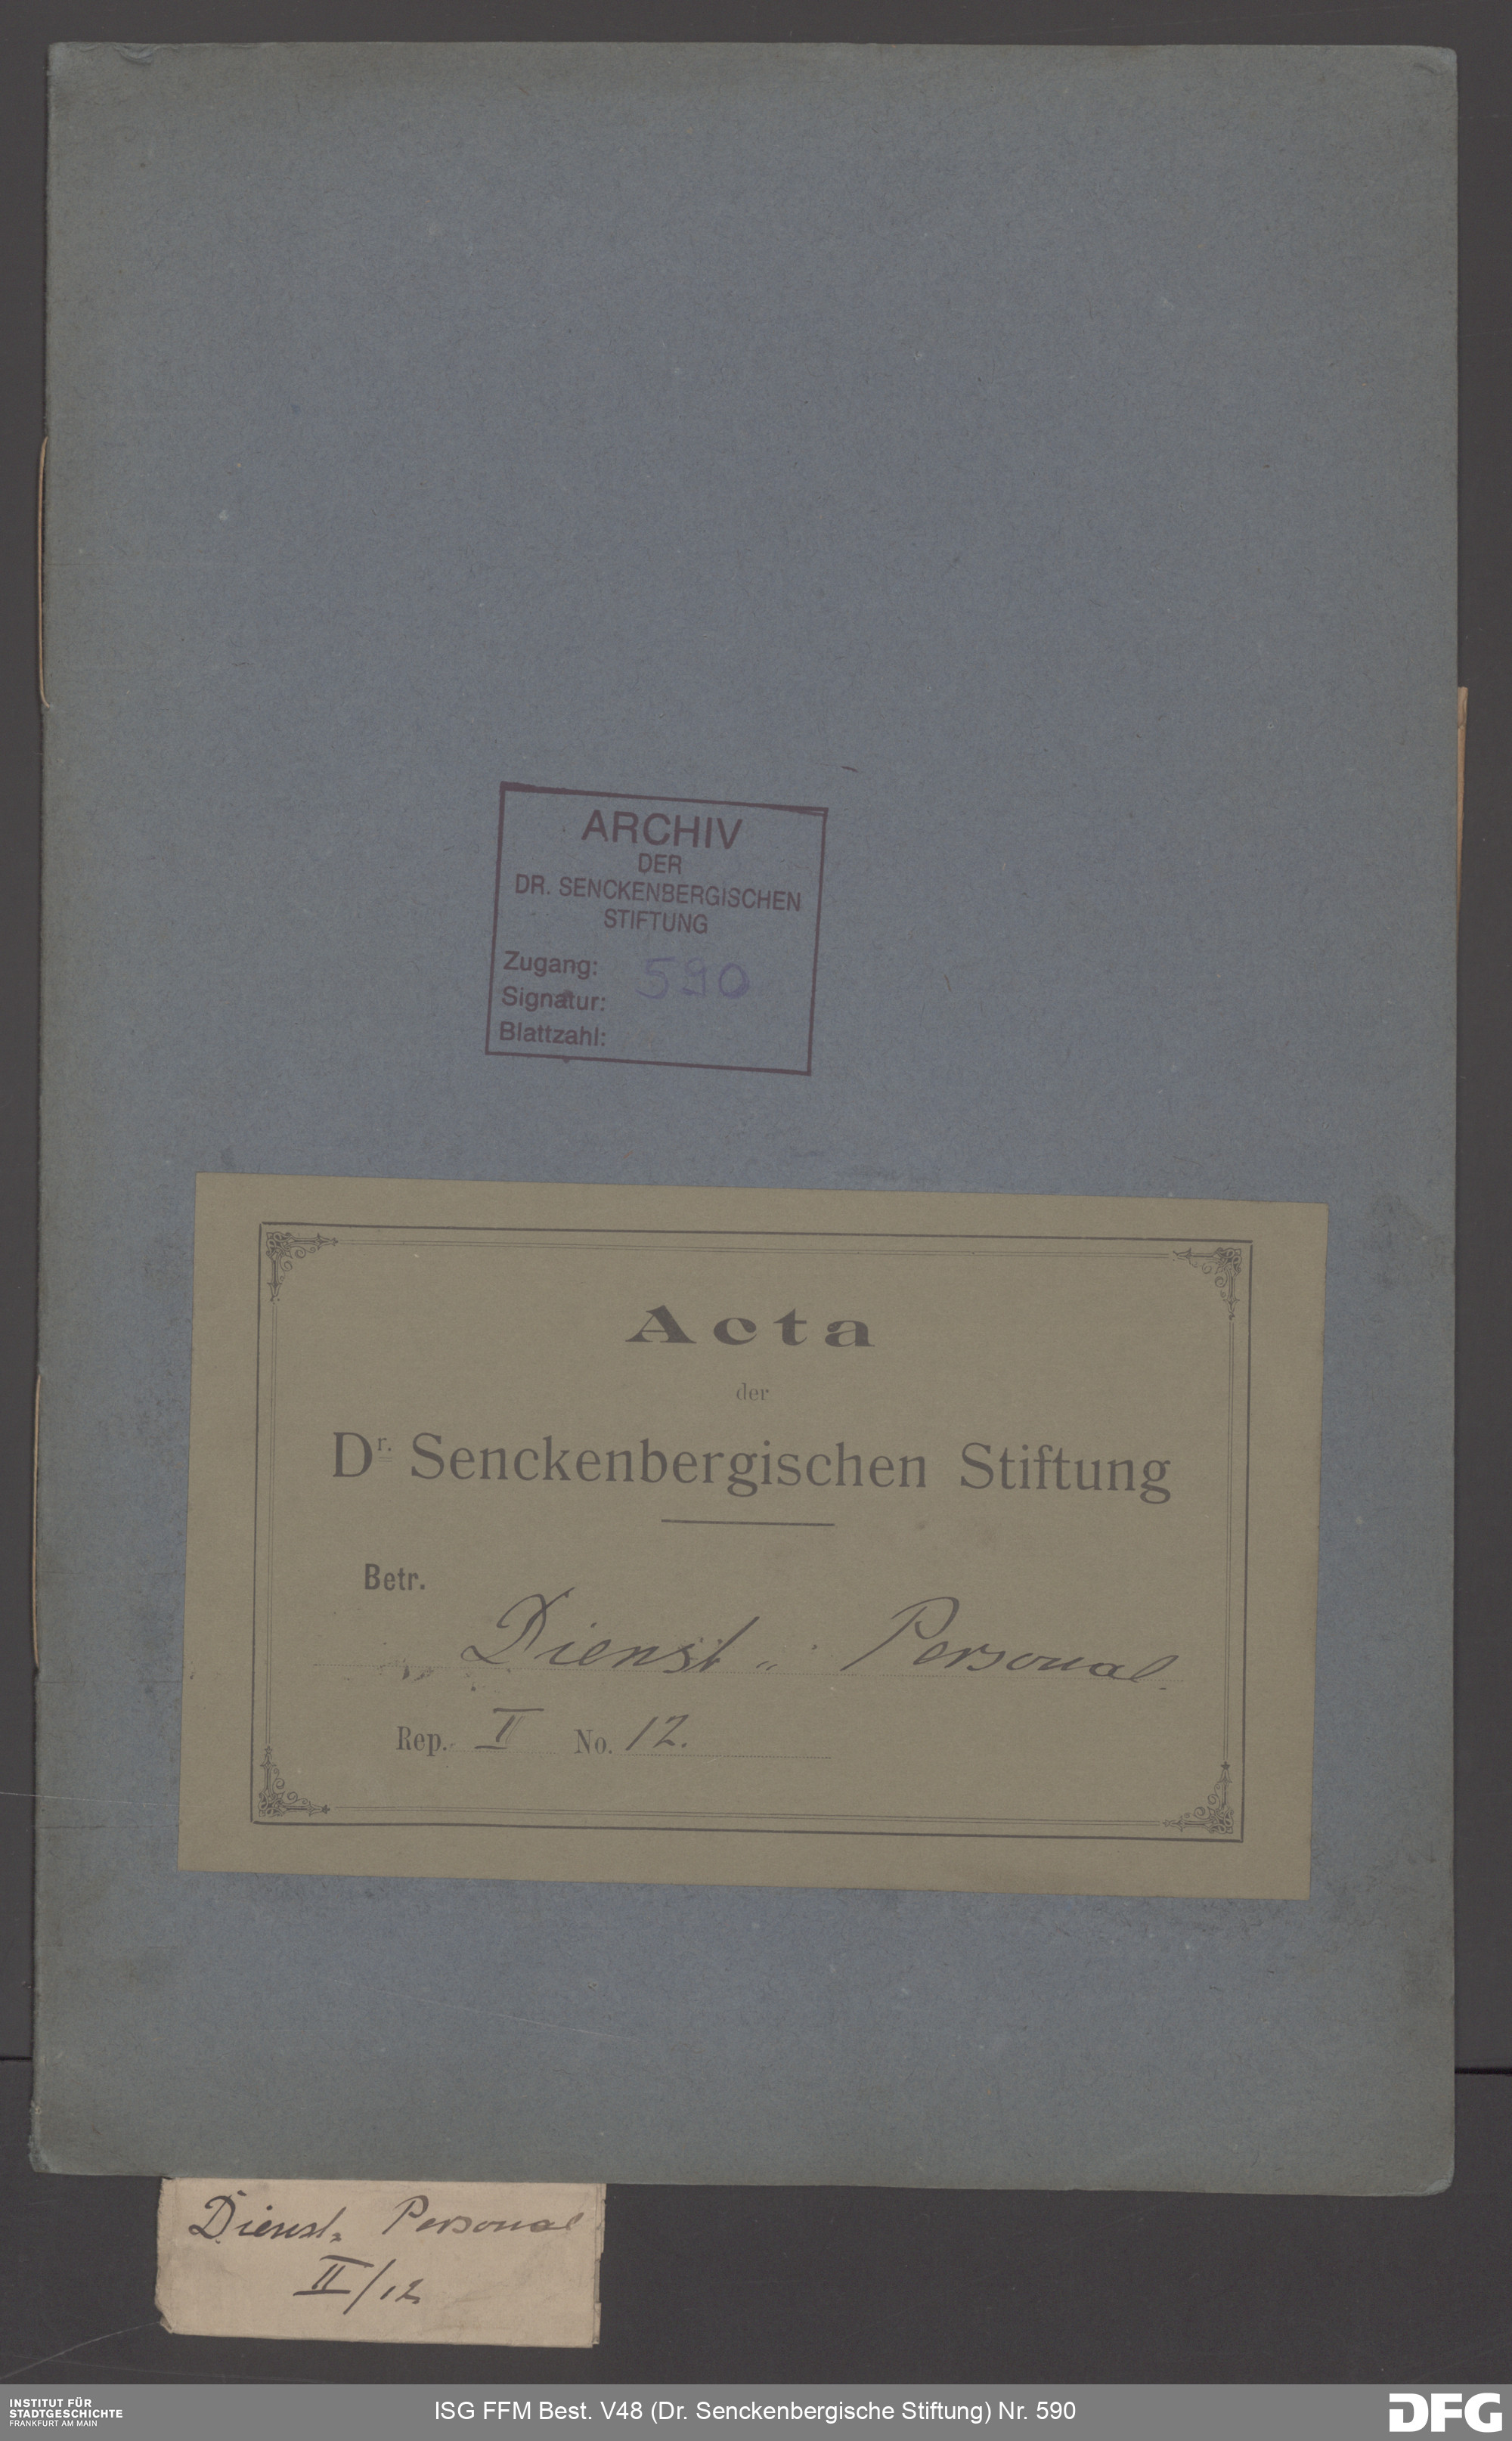 ARCHIV
DER
DR. SENCKENBERGISCHEN
STIFTUNG
Zugang: 590
Signatur:
Blattzahl:
Acta
der
Dr. Senckenbergischen Stiftung
Betr.
Dienst „ Personal.
Rep. II No. 12.
Dienst„ Personal
II/12
INSTITUT FÜR
STADTGESCHICHTE
FRANKFURT AM MAIN
ISG FFM Best. V48 (Dr. Senckenbergische Stiftung) Nr. 590
DFG